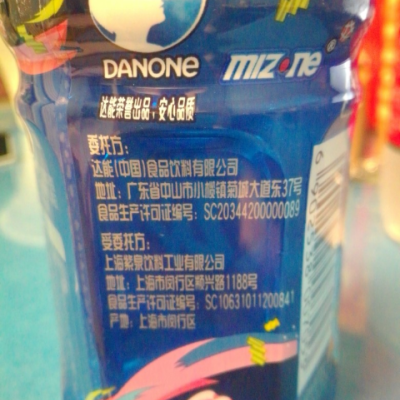 DANONE
mizone
达能荣誉出品,安心品质
委托方:
达能(中国)食品饮料有限公司
地址: 广东省中山市小榄镇菊城大道东37号
食品生产许可证编号: SC20344200000089
受委托方:
上海紫泉饮料工业有限公司
地址: 上海市闵行区顺兴路1188号
食品生产许可证编号: SC10631011200841
产地: 上海市闵行区